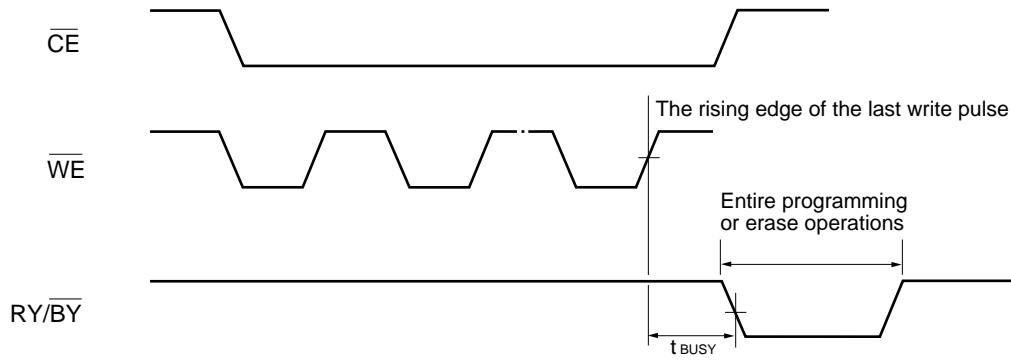 CE
The rising edge of the last write pulse
WE
Entire programming
or erase operations
RY/BY
t BUSY